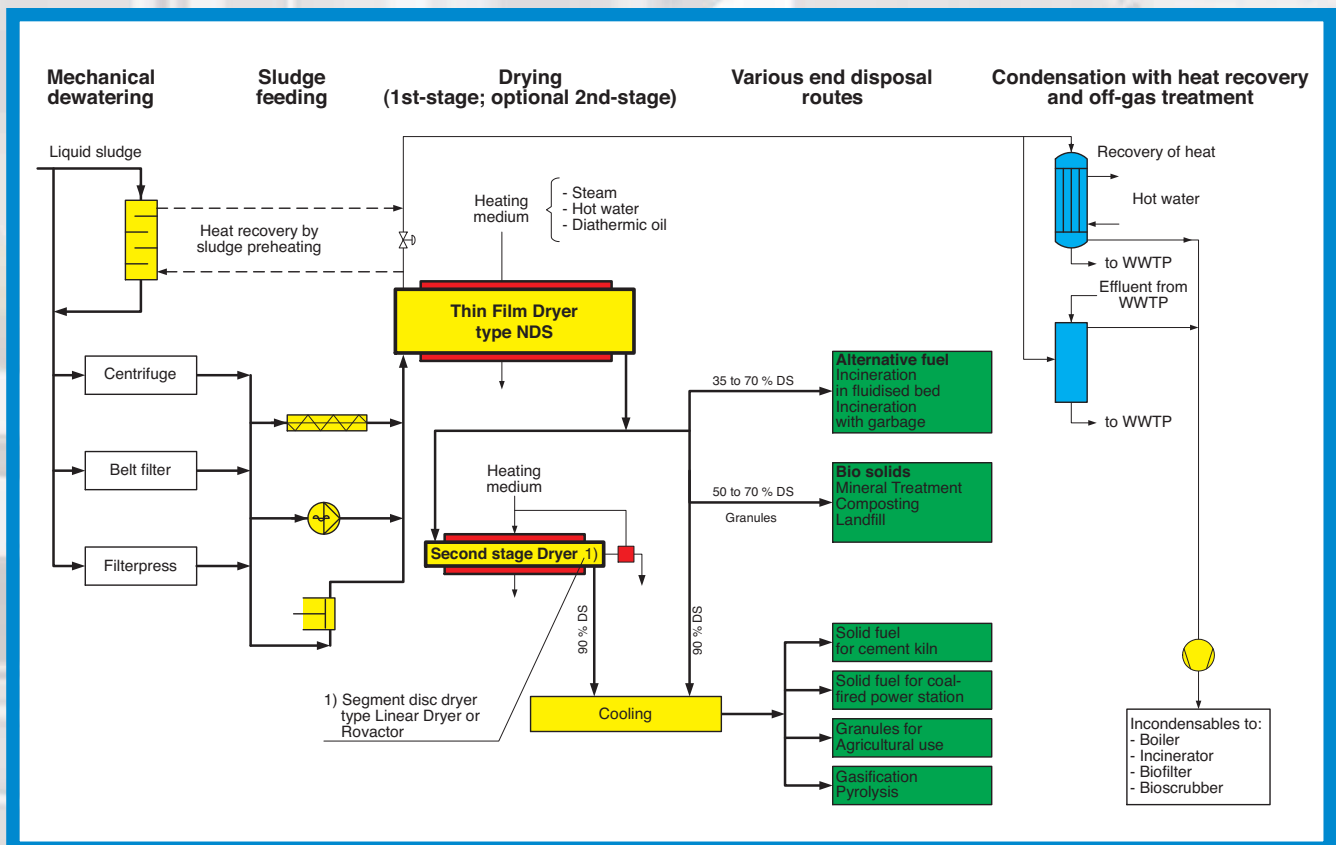 Mechanical
dewatering
Sludge
feeding
Drying
(1st-stage; optional 2nd-stage)
Various end disposal
routes
Condensation with heat recovery
and off-gas treatment
Liquid sludge
Heat recovery by
sludge preheating
Heating
medium
- Steam
- Hot water
- Diathermic oil
Recovery of heat
Hot water
to WWTP
Effluent from
WWTP
to WWTP
Thin Film Dryer
type NDS
Centrifuge
Belt filter
Filterpress
35 to 70 % DS
Alternative fuel
Incineration
in fluidised bed
Incineration
with garbage
50 to 70 % DS
Granules
Bio solids
Mineral Treatment
Composting
Landfill
Heating
medium
Second stage Dryer 1)
90 % DS
90 % DS
1) Segment disc dryer
type Linear Dryer or
Rovactor
Cooling
Solid fuel
for cement kiln
Solid fuel for coal-
fired power station
Granules for
Agricultural use
Gasification
Pyrolysis
Incondensables to:
- Boiler
- Incinerator
- Biofilter
- Bioscrubber